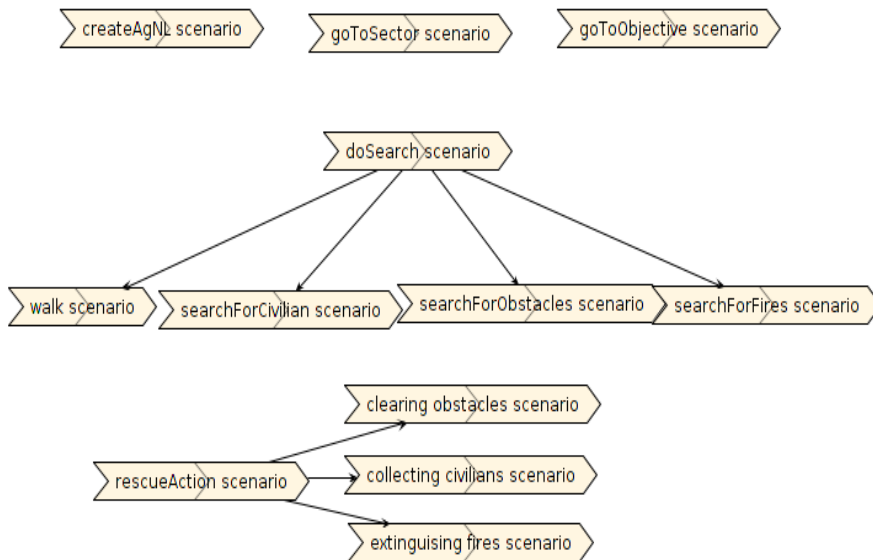 createAgNL scenario
goToSector scenario
goToObjective scenario
doSearch scenario
walk scenario
searchForCivilian scenario
searchForObstacles scenario
searchForFires scenario
clearing obstacles scenario
rescueAction scenario
collecting civilians scenario
extinguising fires scenario